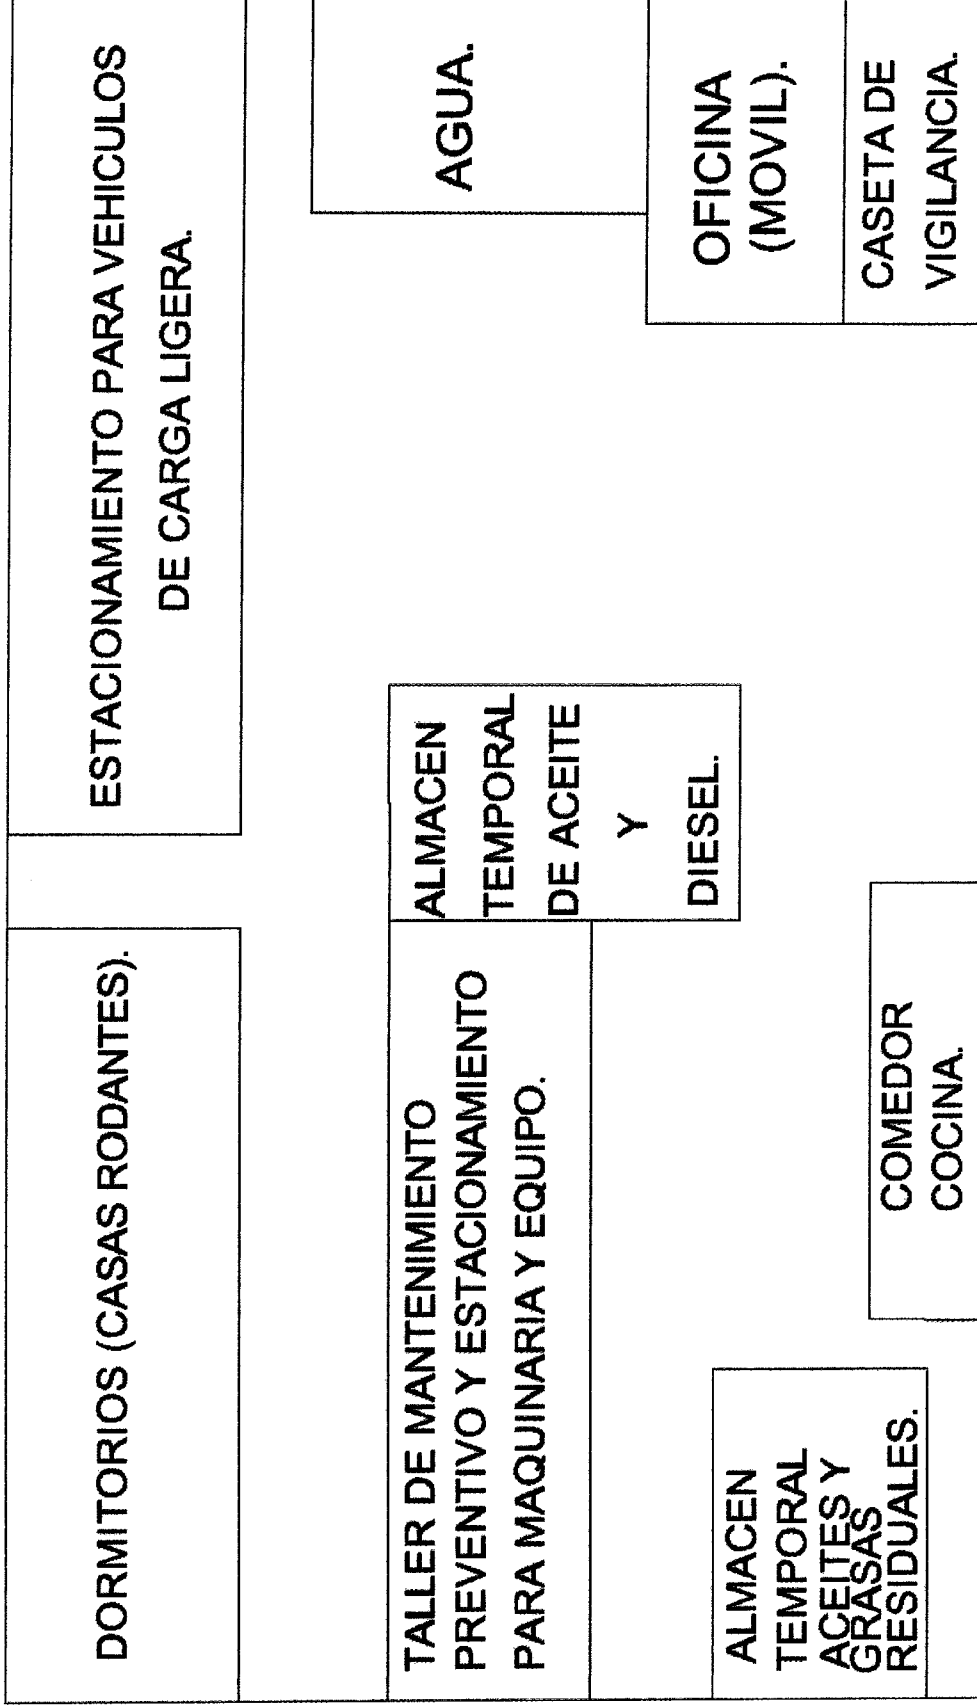 DORMITORIOS (CASAS RODANTES).
ESTACIONAMIENTO PARA VEHICULOS
DE CARGA LIGERA.
TALLER DE MANTENIMIENTO
PREVENTIVO Y ESTACIONAMIENTO
PARA MAQUINARIA Y EQUIPO.
ALMACEN
TEMPORAL
DE ACEITE
Y
DIESEL.
AGUA.
ALMACEN
TEMPORAL
ACEITES Y
GRASAS
RESIDUALES.
COMEDOR
COCINA.
OFICINA
(MOVIL).
CASETA DE
VIGILANCIA.